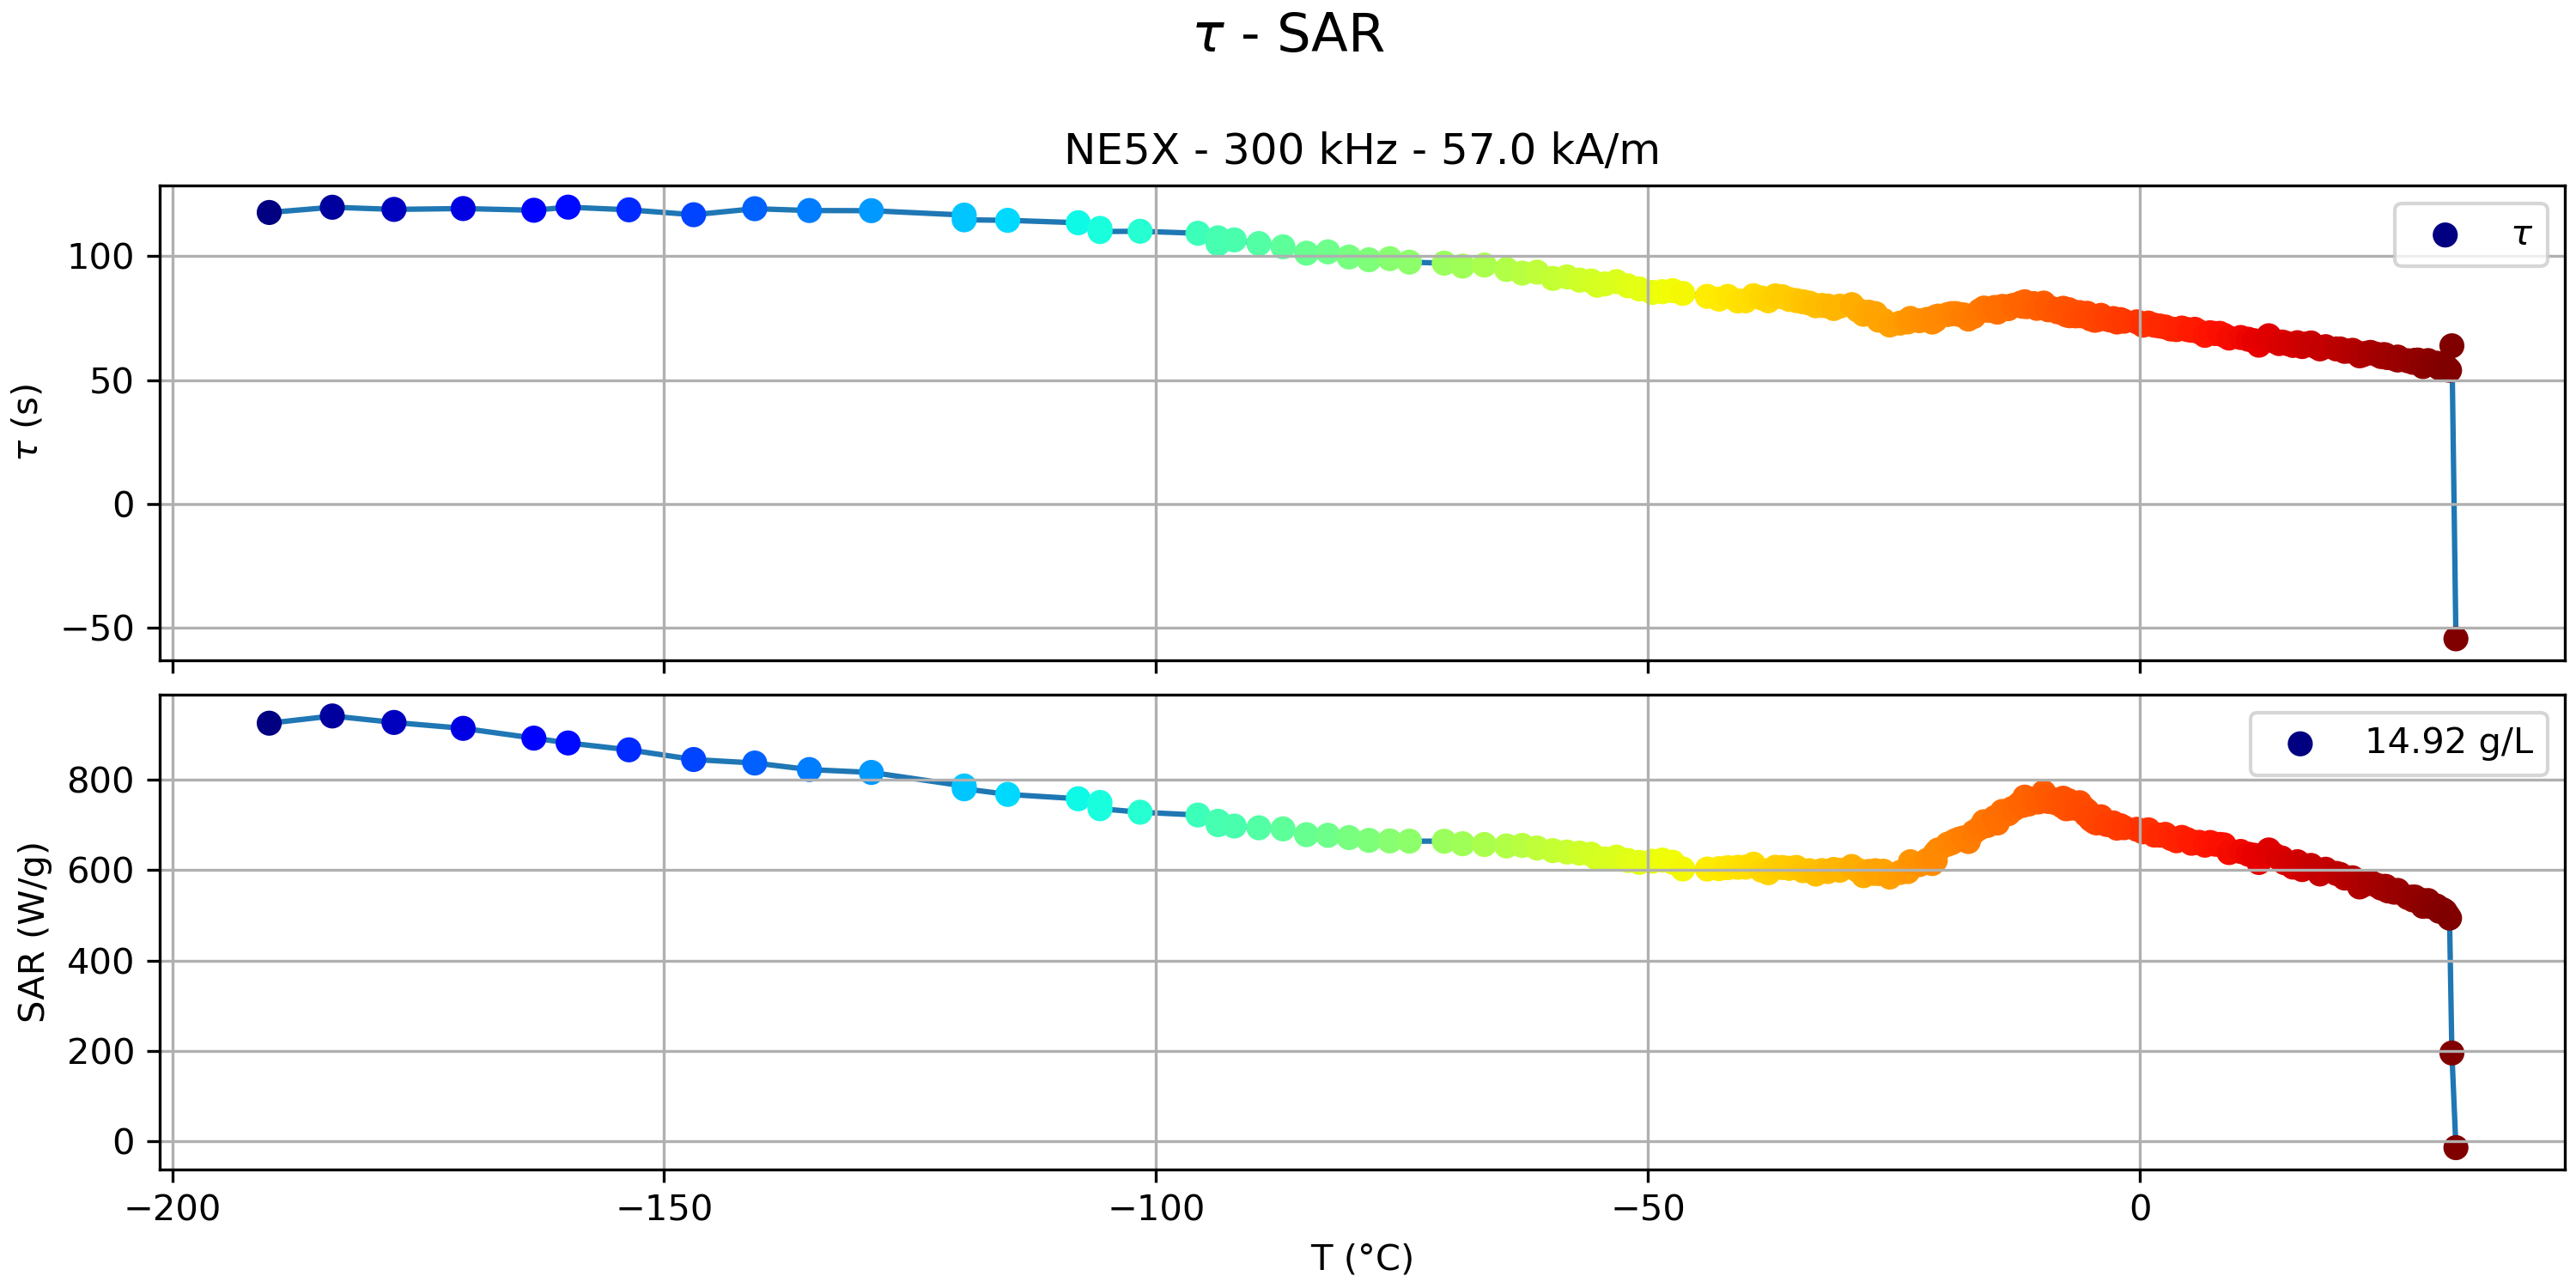 τ - SAR
NE5X - 300 kHz - 57.0 kA/m
τ
100
50
0
−50
τ (s)
14.92 g/L
800
600
400
200
0
SAR (W/g)
−200 −150 −100 −50 0
T (°C)